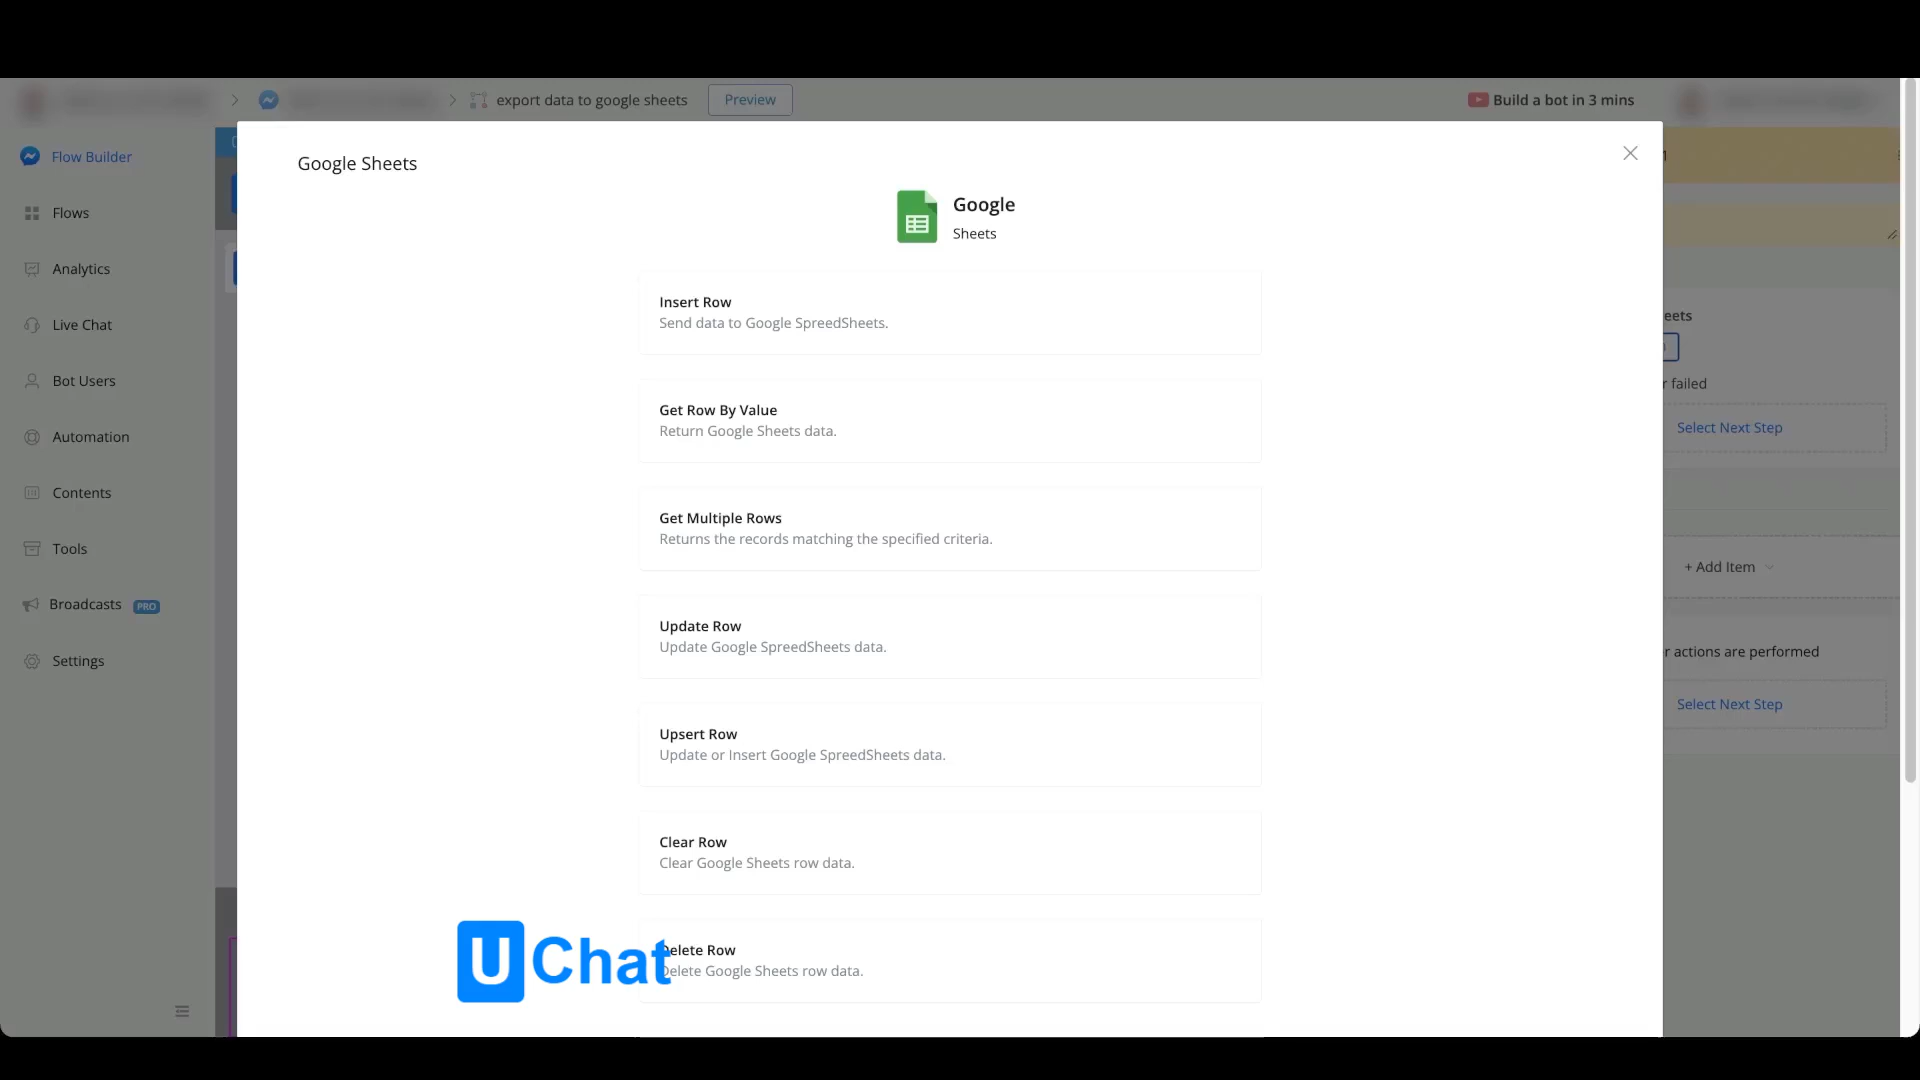 export data to google sheets
Preview
Build a bot in 3 mins
Flow Builder
Flows
Analytics
Live Chat
Bot Users
Automation
Contents
Tools
Broadcasts PRO
Settings
Google Sheets
Google
Sheets
Insert Row
Send data to Google SpreedSheets.
Get Row By Value
Return Google Sheets data.
Get Multiple Rows
Returns the records matching the specified criteria.
Update Row
Update Google SpreedSheets data.
Upsert Row
Update or Insert Google SpreedSheets data.
Clear Row
Clear Google Sheets row data.
Delete Row
Delete Google Sheets row data.
U Chat
eets
r failed
Select Next Step
+ Add Item
r actions are performed
Select Next Step